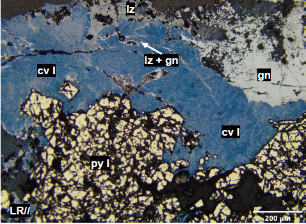 lz
lz + gn
cv I
gn
cv I
py I
LR//
200 µm